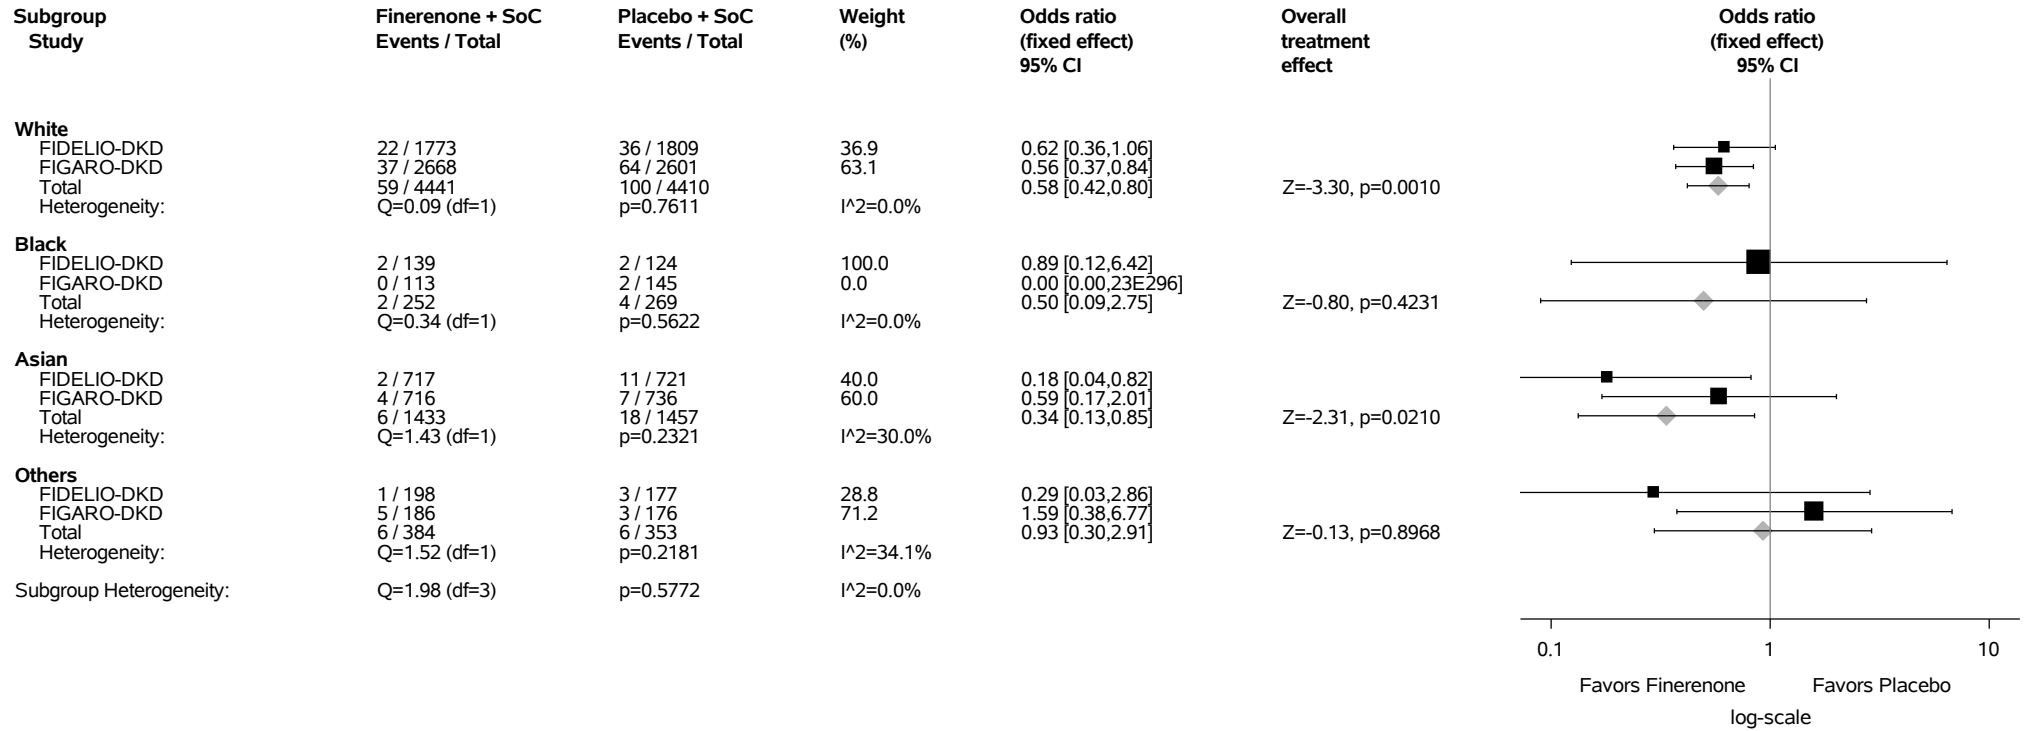 Subgroup Finerenone + SoC Placebo + SoC Weight Odds ratio Overall Odds ratio
Study Events / Total Events / Total (%) (fixed effect) treatment (fixed effect)
95% CI effect 95% CI
White
FIDELIO-DKD 22 / 1773 36 / 1809 36.9 0.62 [0.36,1.06]
FIGARO-DKD 37 / 2668 64 / 2601 63.1 0.56 [0.37,0.84]
Total 59 / 4441 100 / 4410 0.58 [0.42,0.80] Z=-3.30, p=0.0010
Heterogeneity: Q=0.09 (df=1) p=0.7611 I^2=0.0%
Black
FIDELIO-DKD 2 / 139 2 / 124 100.0 0.89 [0.12,6.42]
FIGARO-DKD 0 / 113 2 / 145 0.0 0.00 [0.00,23E296]
Total 2 / 252 4 / 269 0.50 [0.09,2.75] Z=-0.80, p=0.4231
Heterogeneity: Q=0.34 (df=1) p=0.5622 I^2=0.0%
Asian
FIDELIO-DKD 2 / 717 11 / 721 40.0 0.18 [0.04,0.82]
FIGARO-DKD 4 / 716 7 / 736 60.0 0.59 [0.17,2.01]
Total 6 / 1433 18 / 1457 0.34 [0.13,0.85] Z=-2.31, p=0.0210
Heterogeneity: Q=1.43 (df=1) p=0.2321 I^2=30.0%
Others
FIDELIO-DKD 1 / 198 3 / 177 28.8 0.29 [0.03,2.86]
FIGARO-DKD 5 / 186 3 / 176 71.2 1.59 [0.38,6.77]
Total 6 / 384 6 / 353 0.93 [0.30,2.91] Z=-0.13, p=0.8968
Heterogeneity: Q=1.52 (df=1) p=0.2181 I^2=34.1%
Subgroup Heterogeneity: Q=1.98 (df=3) p=0.5772 I^2=0.0%
0.1 1 10
Favors Finerenone Favors Placebo
log-scale